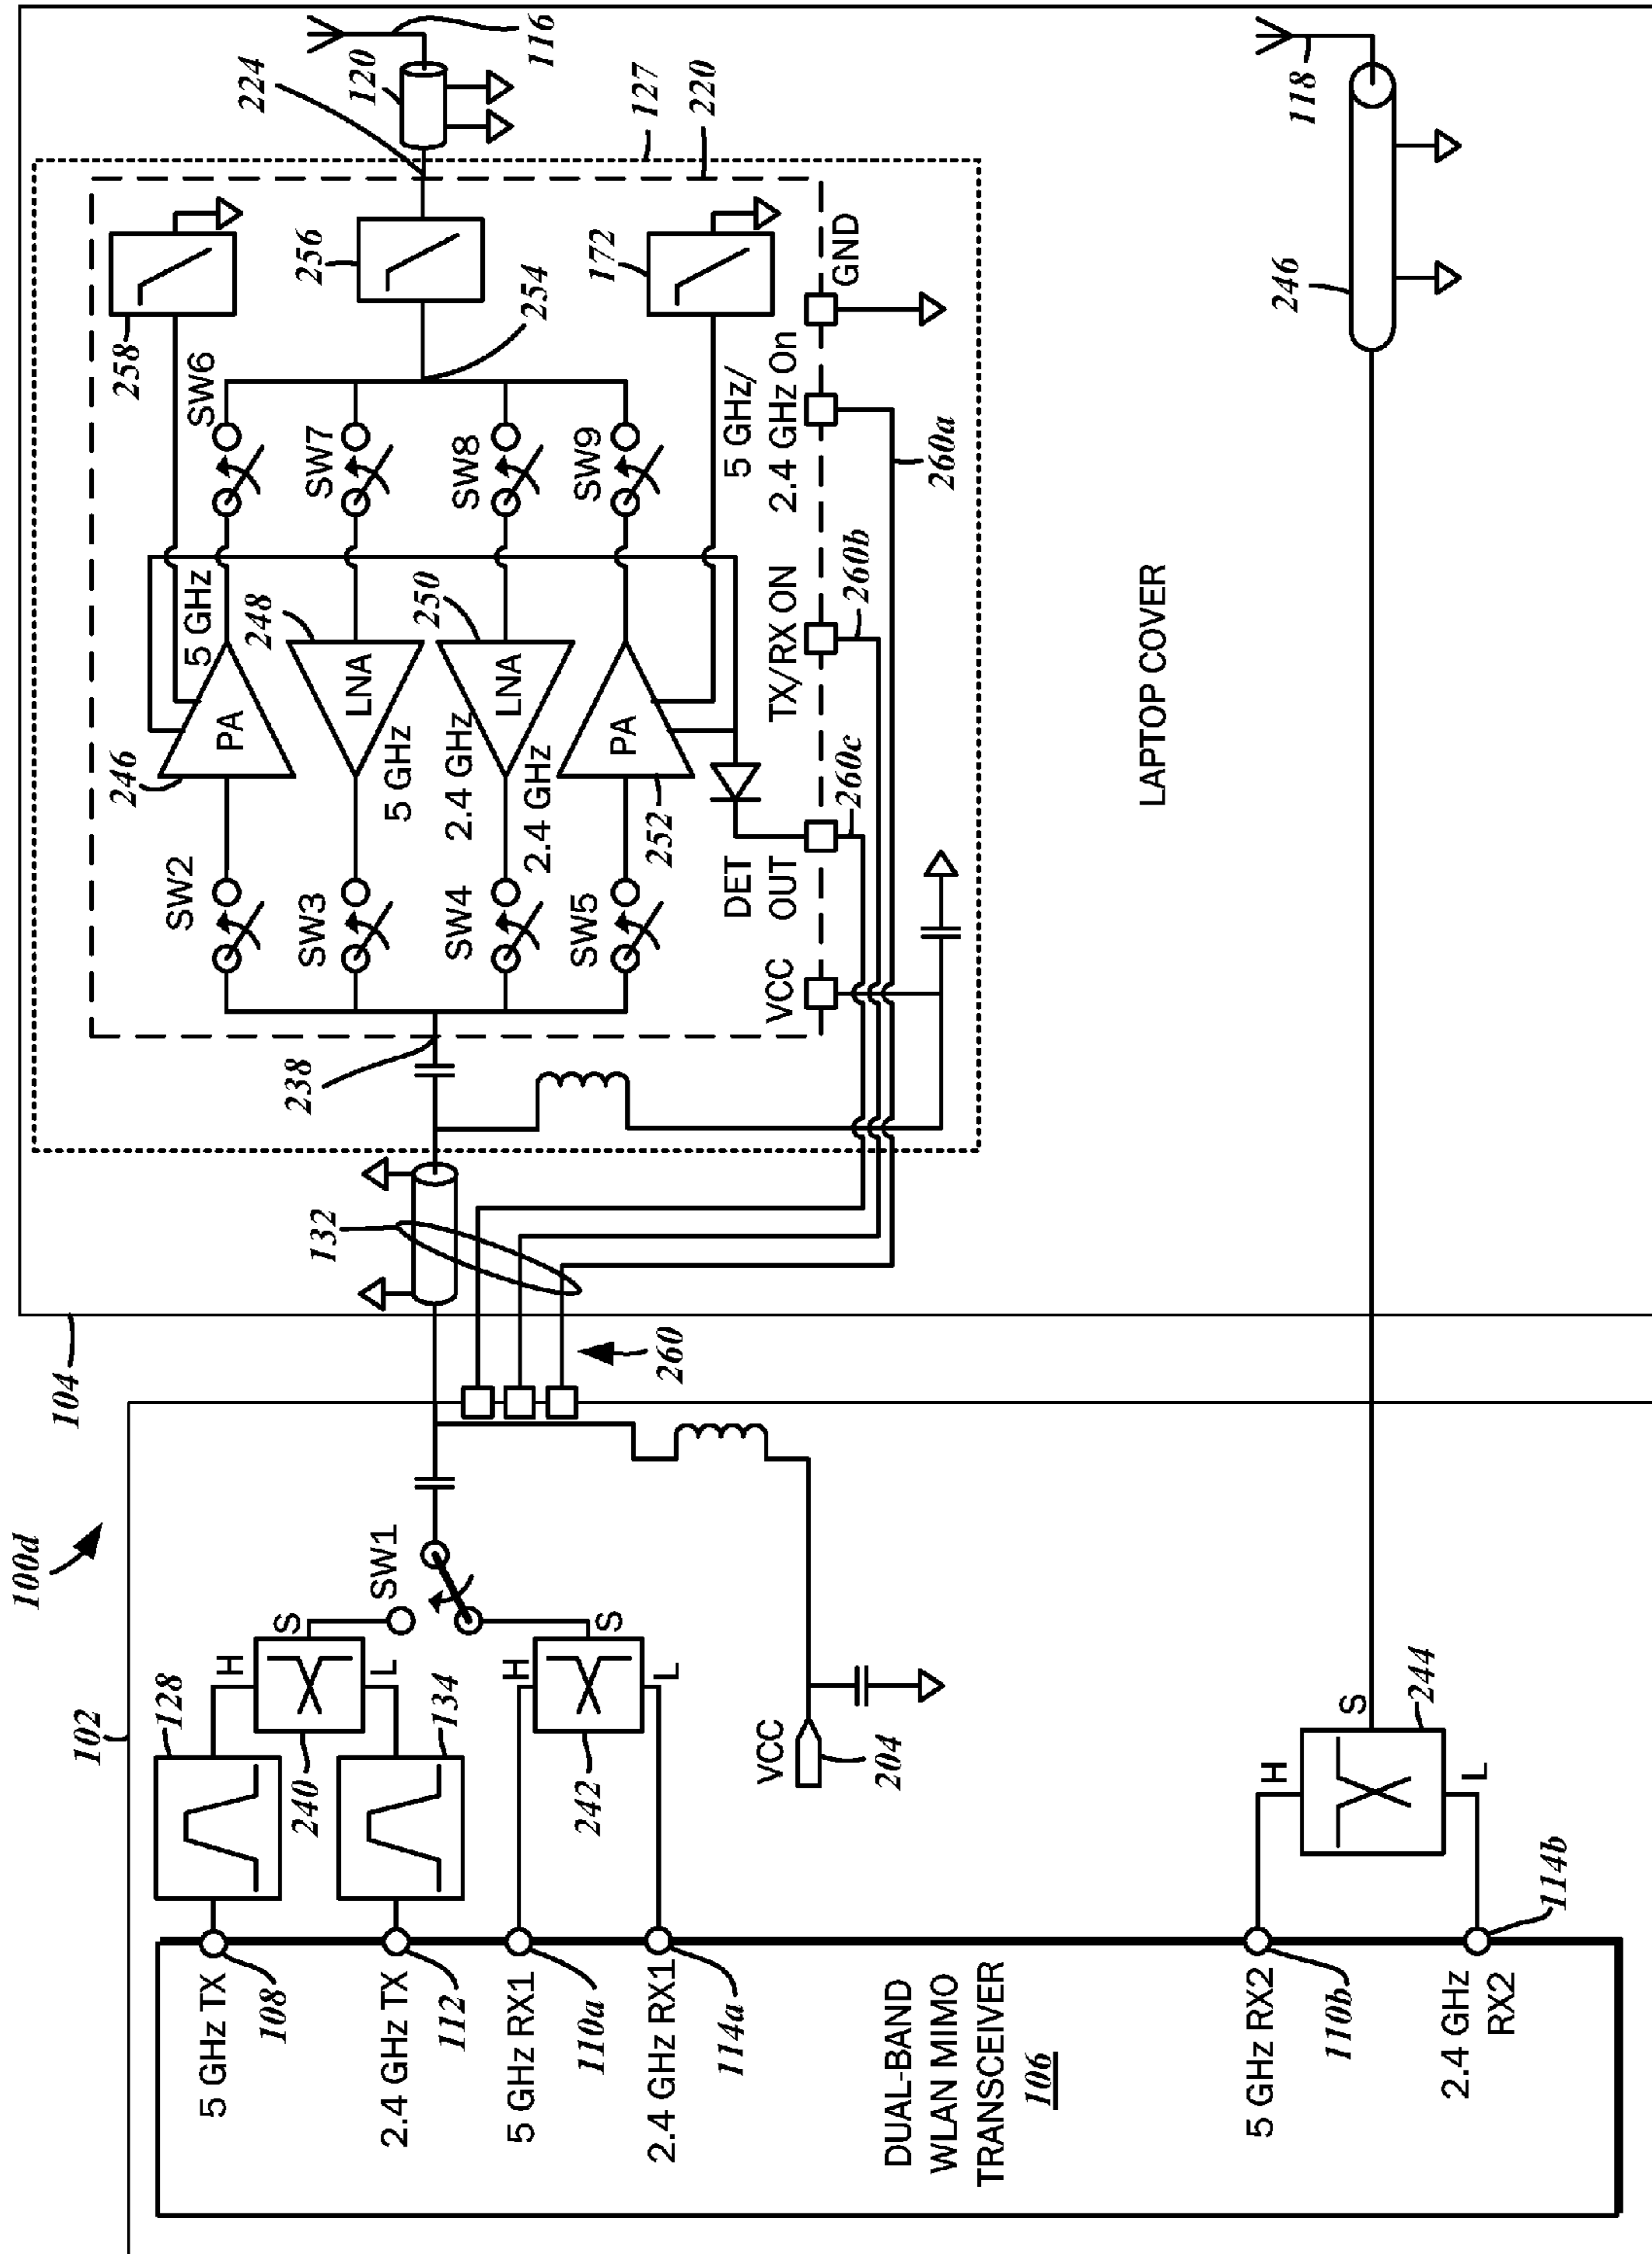 100d
102
104
128
H
S
240
L
134
SW1
H
S
242
L
VCC
204
5 GHz TX
108
2.4 GHz TX
112
5 GHz RX1
110a
2.4 GHz RX1
114a
DUAL-BAND
WLAN MIMO
TRANSCEIVER
106
5 GHz RX2
110b
2.4 GHz
RX2
114b
H
S
L
244
260
132
238
SW2
SW3
SW4
SW5
246
PA
5 GHz
248
LNA
5 GHz
250
LNA
2.4 GHz
2.4 GHz
PA
252
SW6
SW7
SW8
SW9
258
256
254
172
224
120
116
127
220
VCC
DET
OUT
260c
TX/RX ON
260b
5 GHz/
2.4 GHz On
260a
GND
LAPTOP COVER
246
118